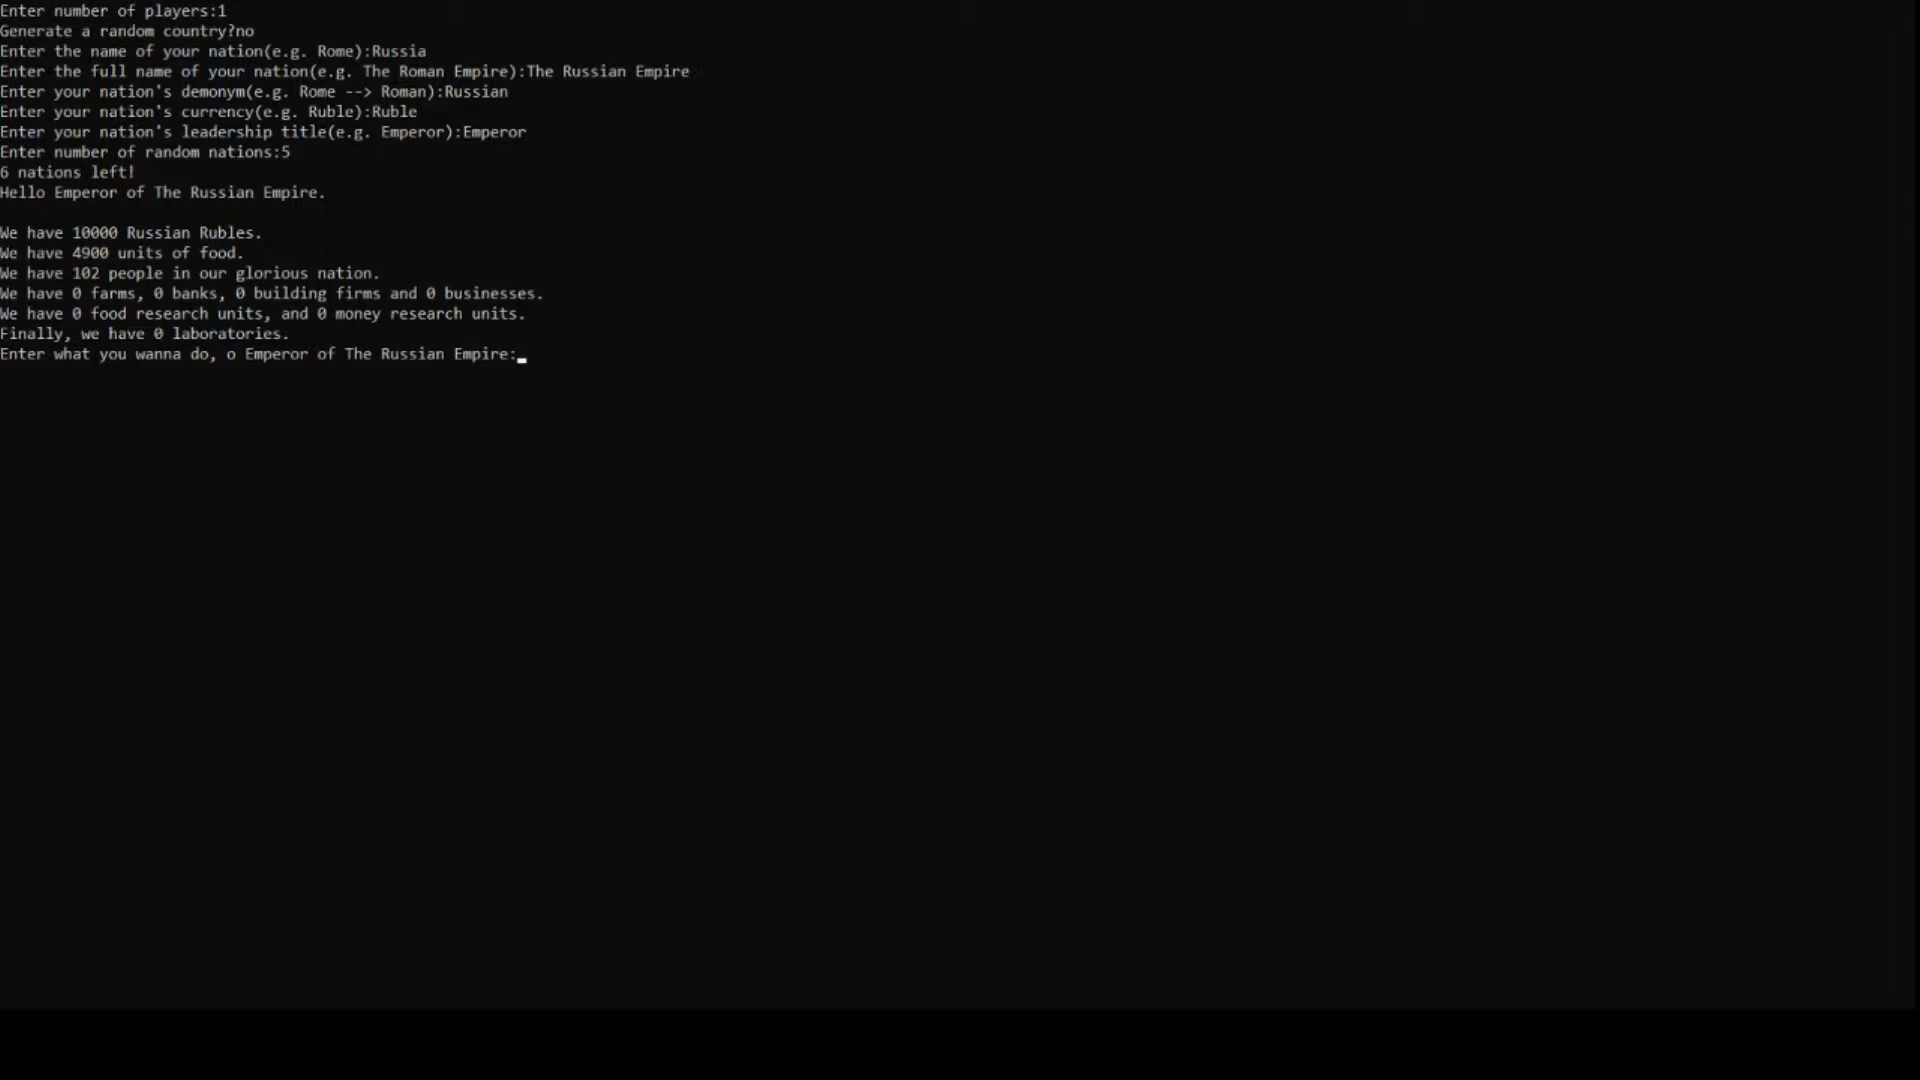 Enter number of players:1
Generate a random country?no
Enter the name of your nation(e.g. Rome):Russia
Enter the full name of your nation(e.g. The Roman Empire):The Russian Empire
Enter your nation's demonym(e.g. Rome --> Roman):Russian
Enter your nation's currency(e.g. Ruble):Ruble
Enter your nation's leadership title(e.g. Emperor):Emperor
Enter number of random nations:5
6 nations left!
Hello Emperor of The Russian Empire.
We have 10000 Russian Rubles.
We have 4900 units of food.
We have 102 people in our glorious nation.
We have 0 farms, 0 banks, 0 building firms and 0 businesses.
We have 0 food research units, and 0 money research units.
Finally, we have 0 laboratories.
Enter what you wanna do, o Emperor of The Russian Empire: